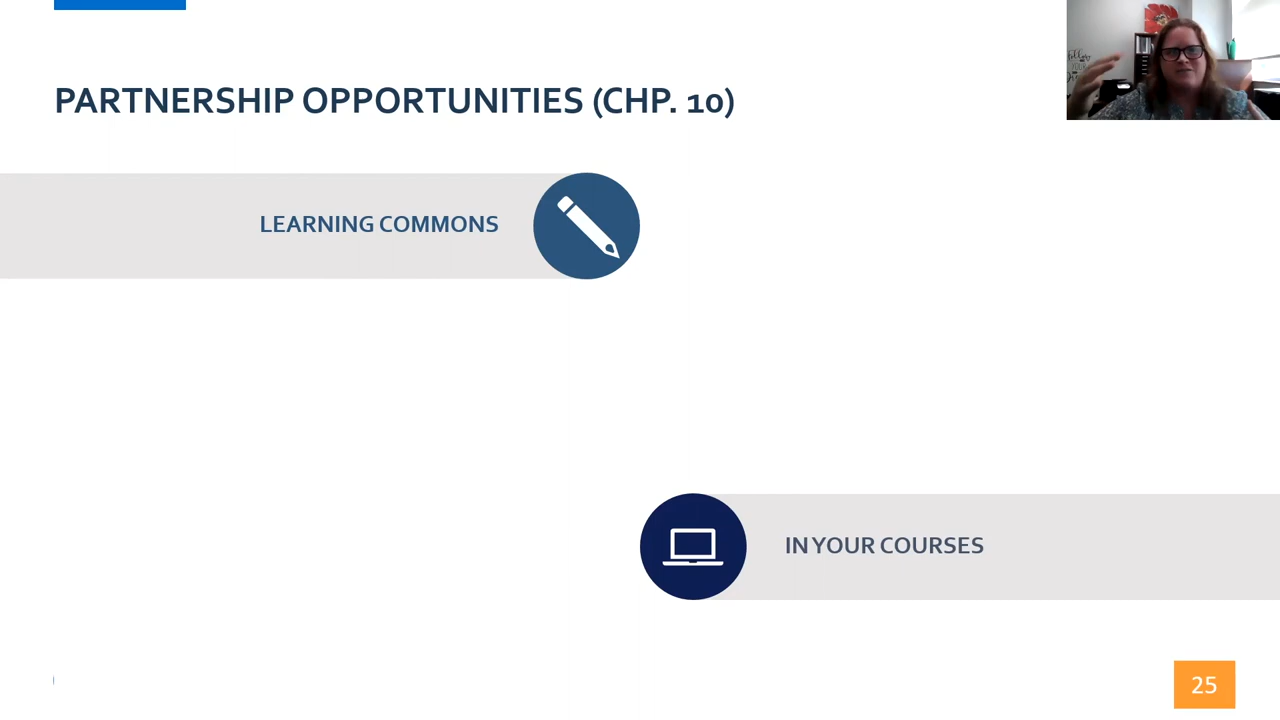 PARTNERSHIP OPPORTUNITIES (CHP. 10)
LEARNING COMMONS
IN YOUR COURSES
25